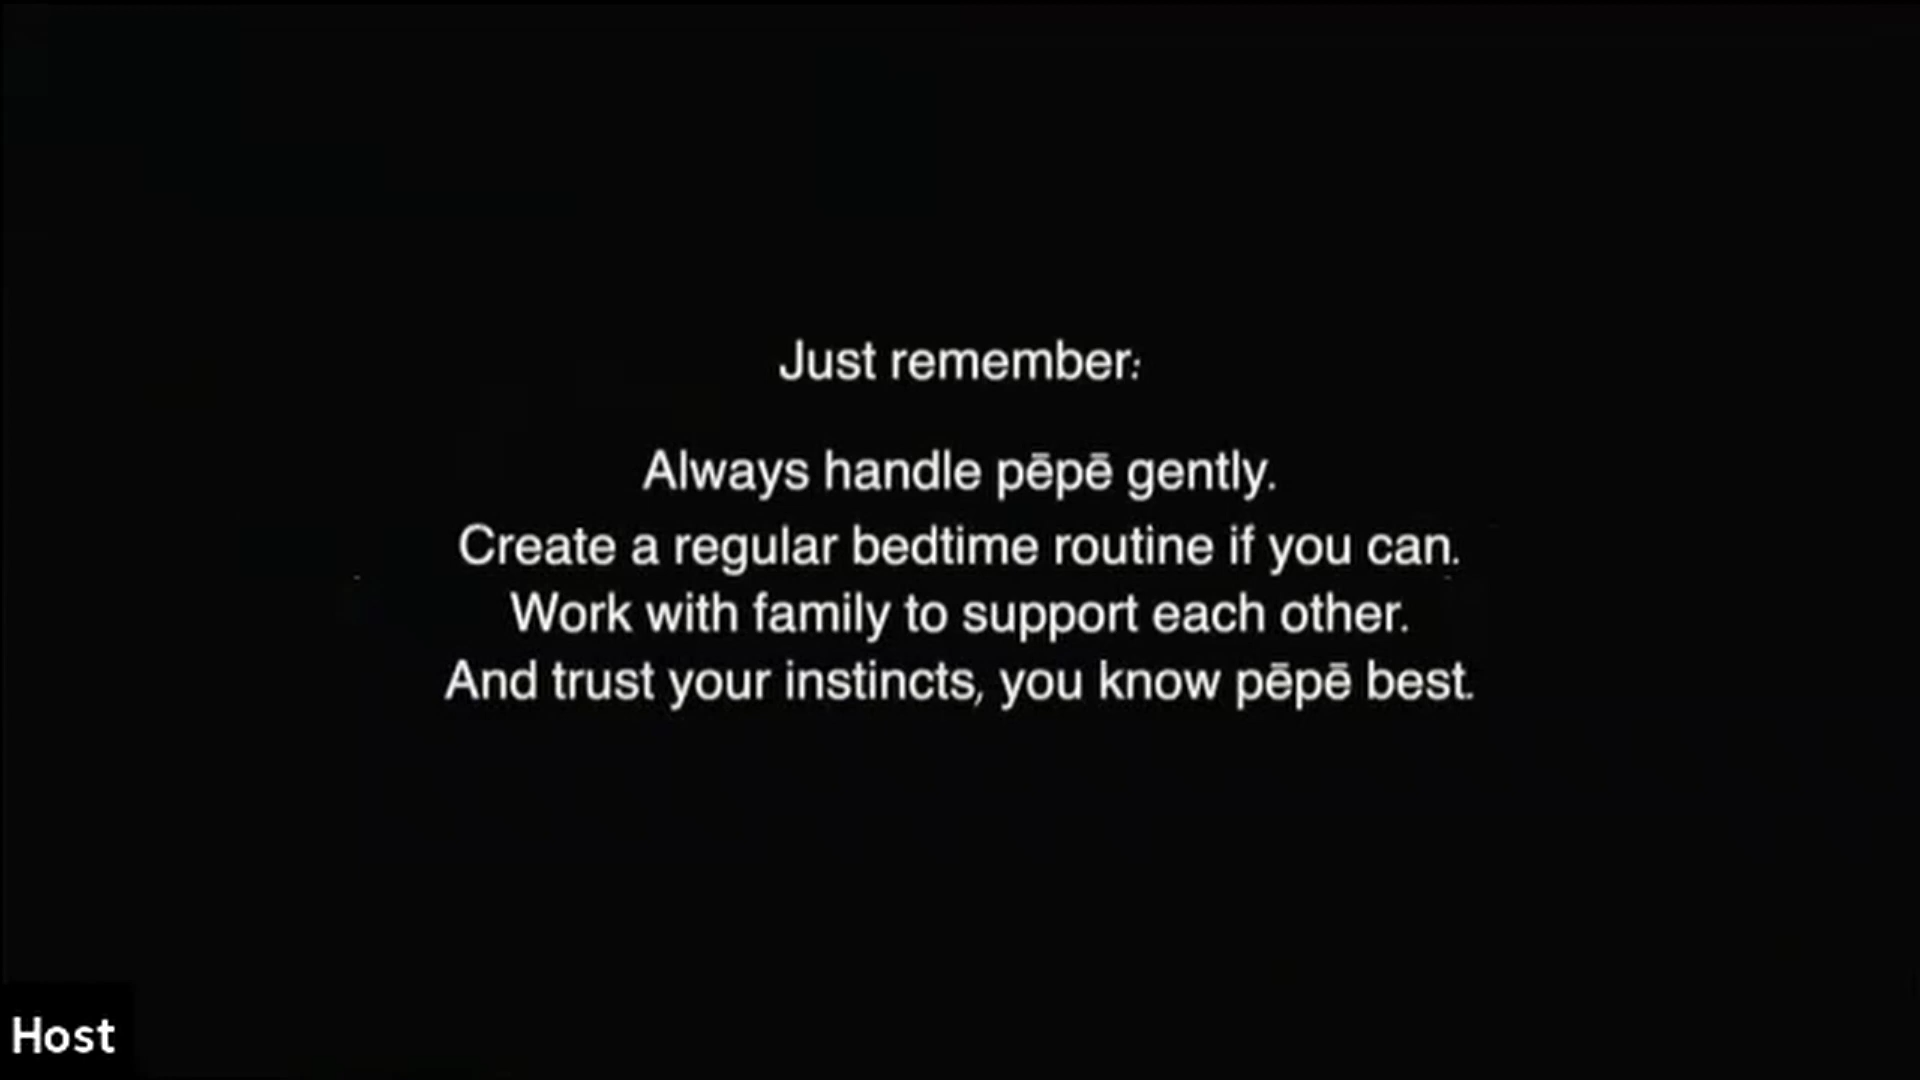 Just remember:
Always handle pēpē gently.
Create a regular bedtime routine if you can.
Work with family to support each other.
And trust your instincts, you know pēpē best.
Host